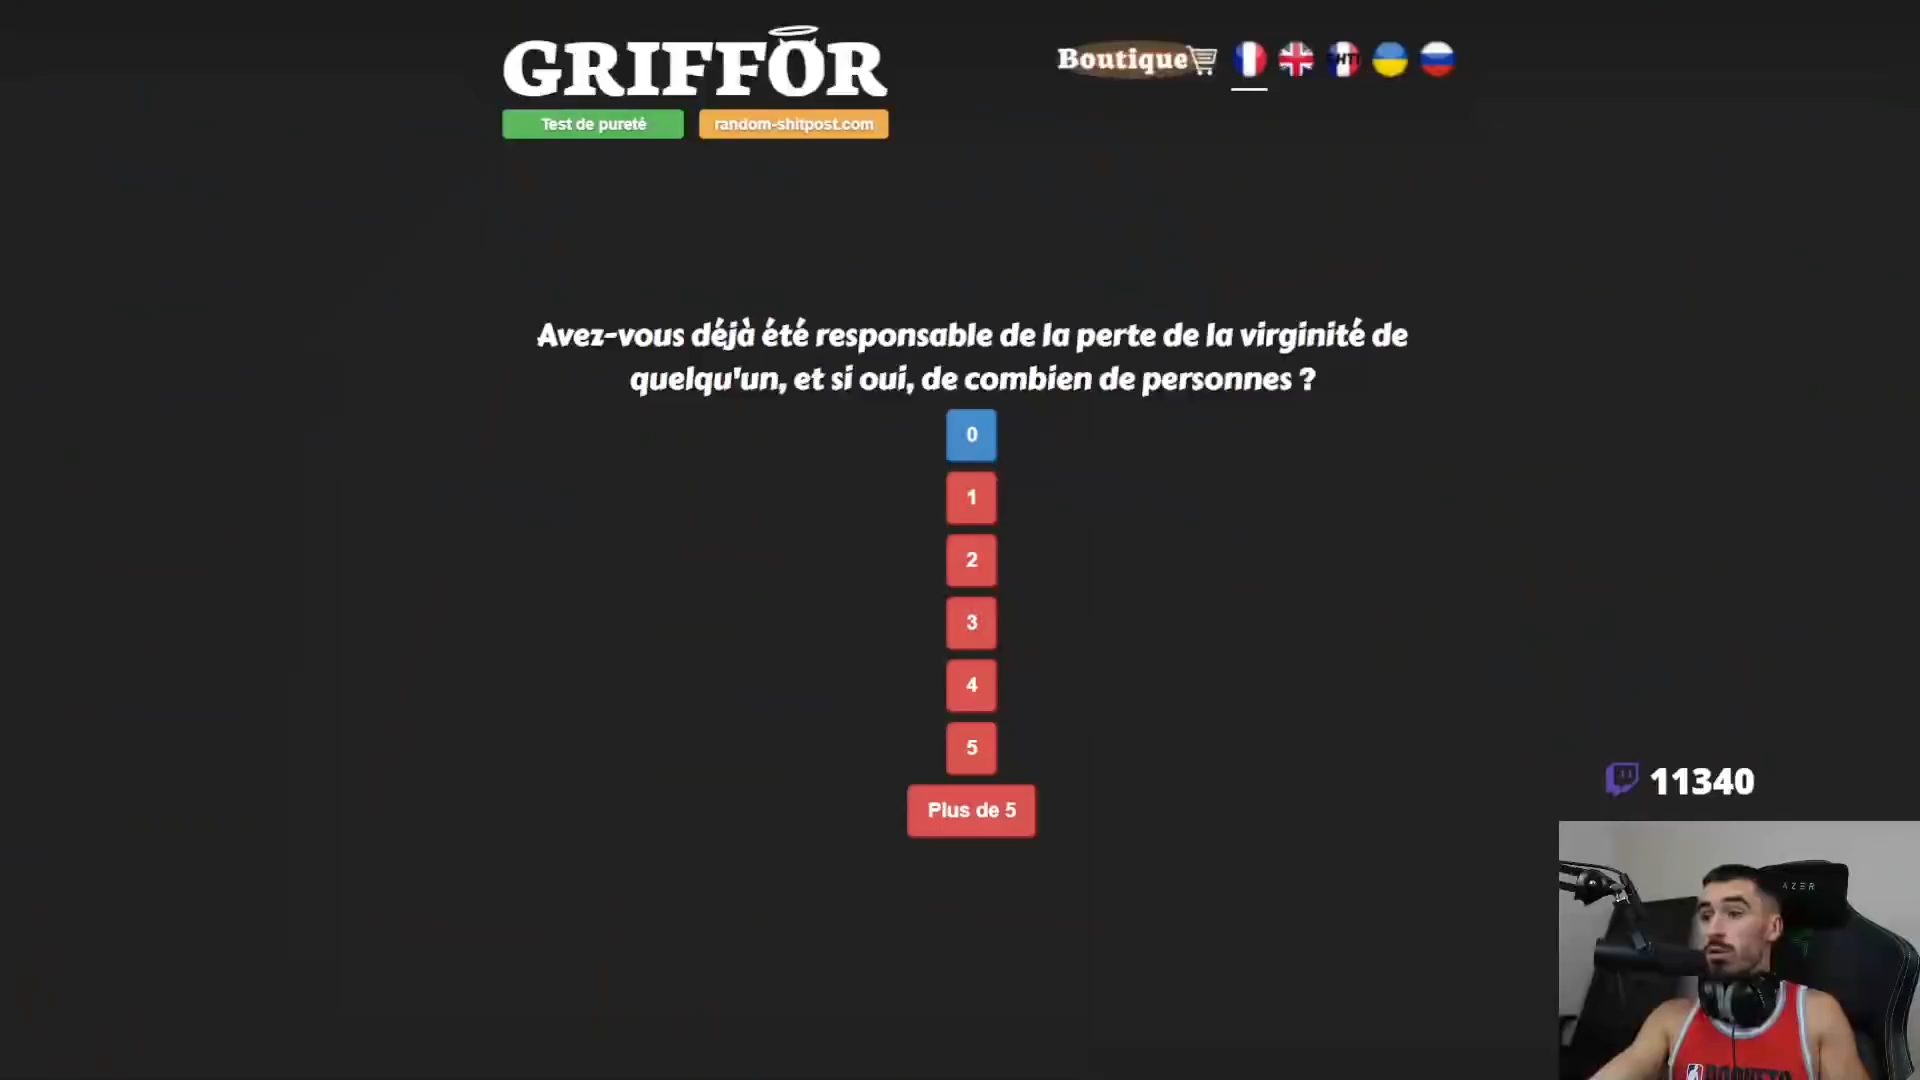 GRIFFOR
Boutique
HTI
Test de pureté
random-shitpost.com
Avez-vous déjà été responsable de la perte de la virginité de
quelqu'un, et si oui, de combien de personnes ?
0
1
2
3
4
5
Plus de 5
11340
AZER